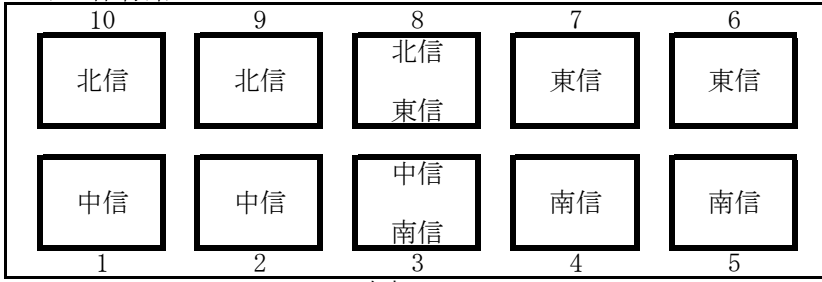 10 9 8 7 6
北信 北信 北信 東信 東信
東信
中信 中信 中信 南信 南信
南信
1 2 3 4 5